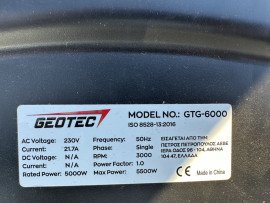 GEOTEC
MODEL NO.: GTG-6000
ISO 8528-13:2016
AC Voltage: 230V Frequency: 50Hz ΕΙΣΑΓΕΤΑΙ ΑΠΟ ΤΗΝ:
Current: 21.7A Phase: Single ΠΕΤΡΟΣ ΠΕΤΡΟΠΟΥΛΟΣ ΑΕΒΕ
DC Voltage: N/A RPM: 3000 ΙΕΡΑ ΟΔΟΣ 96 - 104, ΑΘΗΝΑ
Current: N/A Power Factor: 1.0 104 47, ΕΛΛΑΔΑ
Rated Power: 5000W Max Power: 5500W Made in China